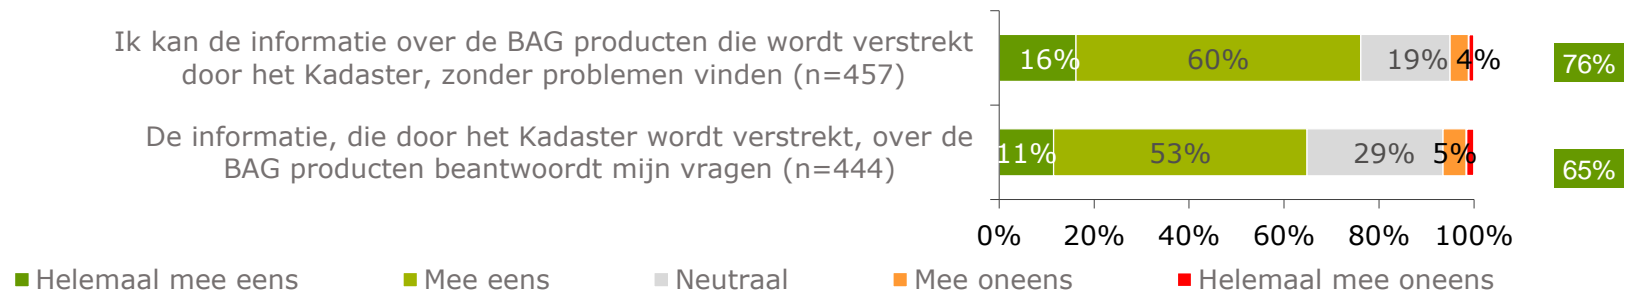 Ik kan de informatie over de BAG producten die wordt verstrekt
door het Kadaster, zonder problemen vinden (n=457)
16% 60% 19% 4% 76%
De informatie, die door het Kadaster wordt verstrekt, over de
BAG producten beantwoordt mijn vragen (n=444)
11% 53% 29% 5% 65%
0% 20% 40% 60% 80% 100%
Helemaal mee eens Mee eens Neutraal Mee oneens Helemaal mee oneens